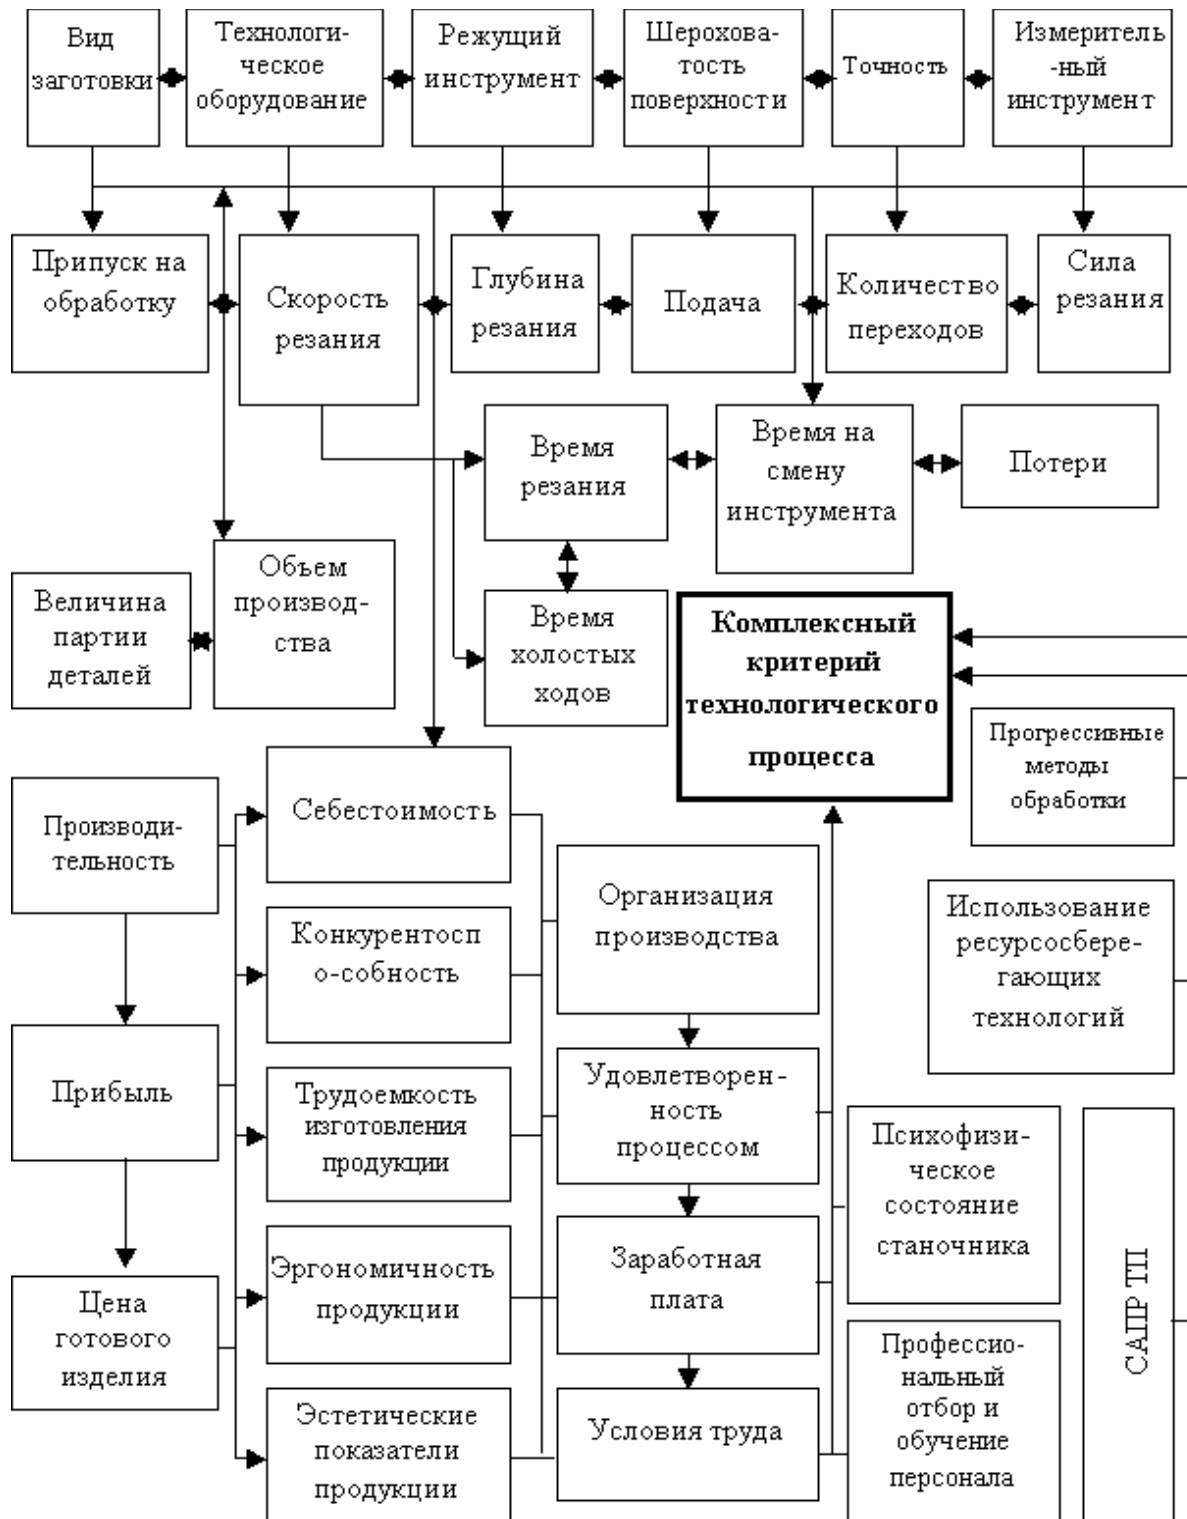 Вид
заготовки
Технологи-
ческое
оборудование
Режущий
инструмент
Шерохова-
тость
поверхности
Точность
Измеритель
-ный
инструмент
Припуск на
обработку
Скорость
резания
Глубина
резания
Подача
Количество
переходов
Сила
резания
Время
резания
Время на
смену
инструмента
Потери
Величина
партии
деталей
Объем
производ-
ства
Время
холостых
ходов
Комплексный
критерий
технологического
процесса
Прогрессивные
методы
обработки
Производи-
тельность
Себестоимость
Организация
производства
Использование
ресурсосбере-
гающих
технологий
Конкурентосп
о-собность
Прибыль
Трудоемкость
изготовления
продукции
Удовлетворен-
ность
процессом
Психофизи-
ческое
состояние
станочника
САПР ТП
Цена
готового
изделия
Эргономичность
продукции
Заработная
плата
Профессио-
нальный
отбор и
обучение
персонала
Эстетические
показатели
продукции
Условия труда